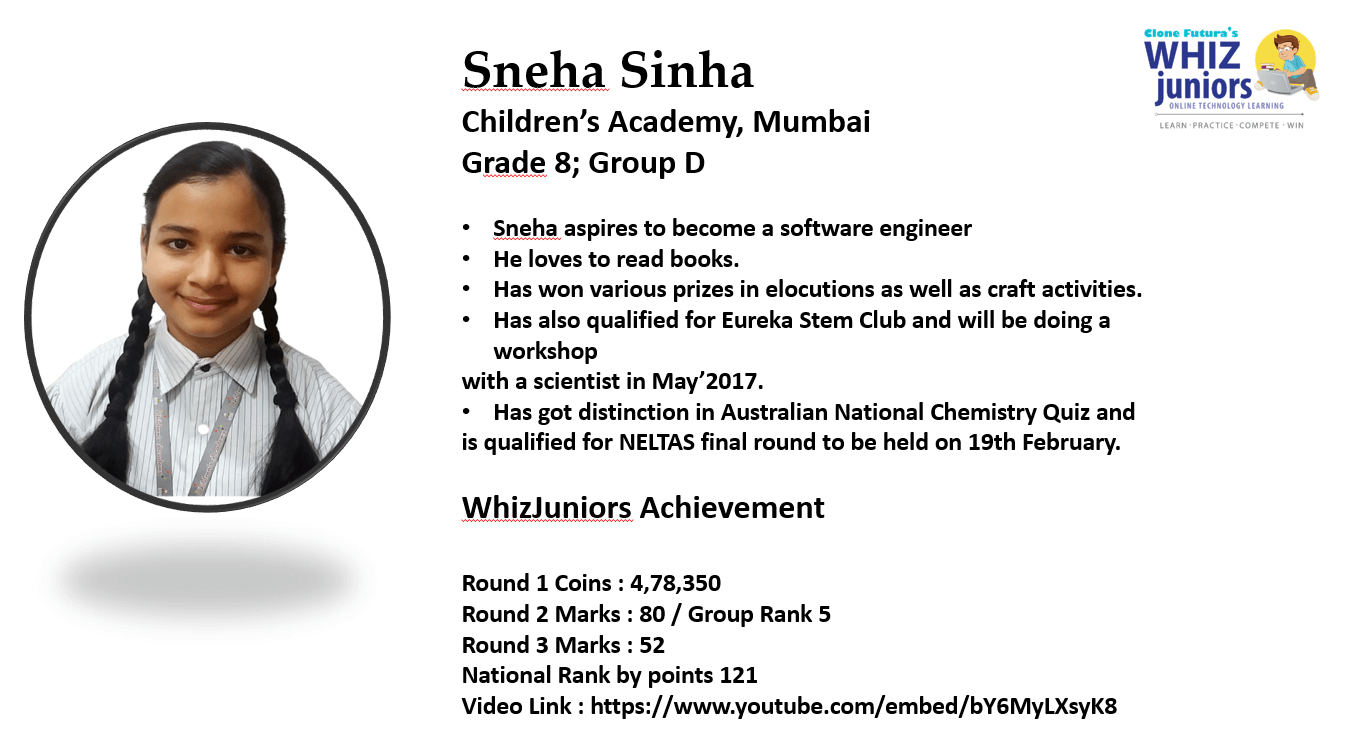 Sneha Sinha
Children’s Academy, Mumbai
Grade 8; Group D
• Sneha aspires to become a software engineer
• He loves to read books.
• Has won various prizes in elocutions as well as craft activities.
• Has also qualified for Eureka Stem Club and will be doing a
workshop
with a scientist in May’2017.
• Has got distinction in Australian National Chemistry Quiz and
is qualified for NELTAS final round to be held on 19th February.
WhizJuniors Achievement
Round 1 Coins : 4,78,350
Round 2 Marks : 80 / Group Rank 5
Round 3 Marks : 52
National Rank by points 121
Video Link : https://www.youtube.com/embed/bY6MyLXsyK8
Clone Futura's
WHIZ
juniors
ONLINE TECHNOLOGY LEARNING
LEARN · PRACTICE · COMPETE · WIN